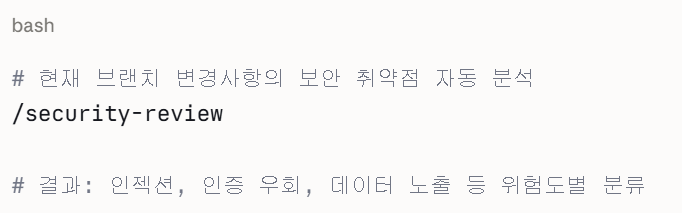 bash
# 현재 브랜치 변경사항의 보안 취약점 자동 분석
/security-review
# 결과: 인젝션, 인증 우회, 데이터 노출 등 위험도별 분류